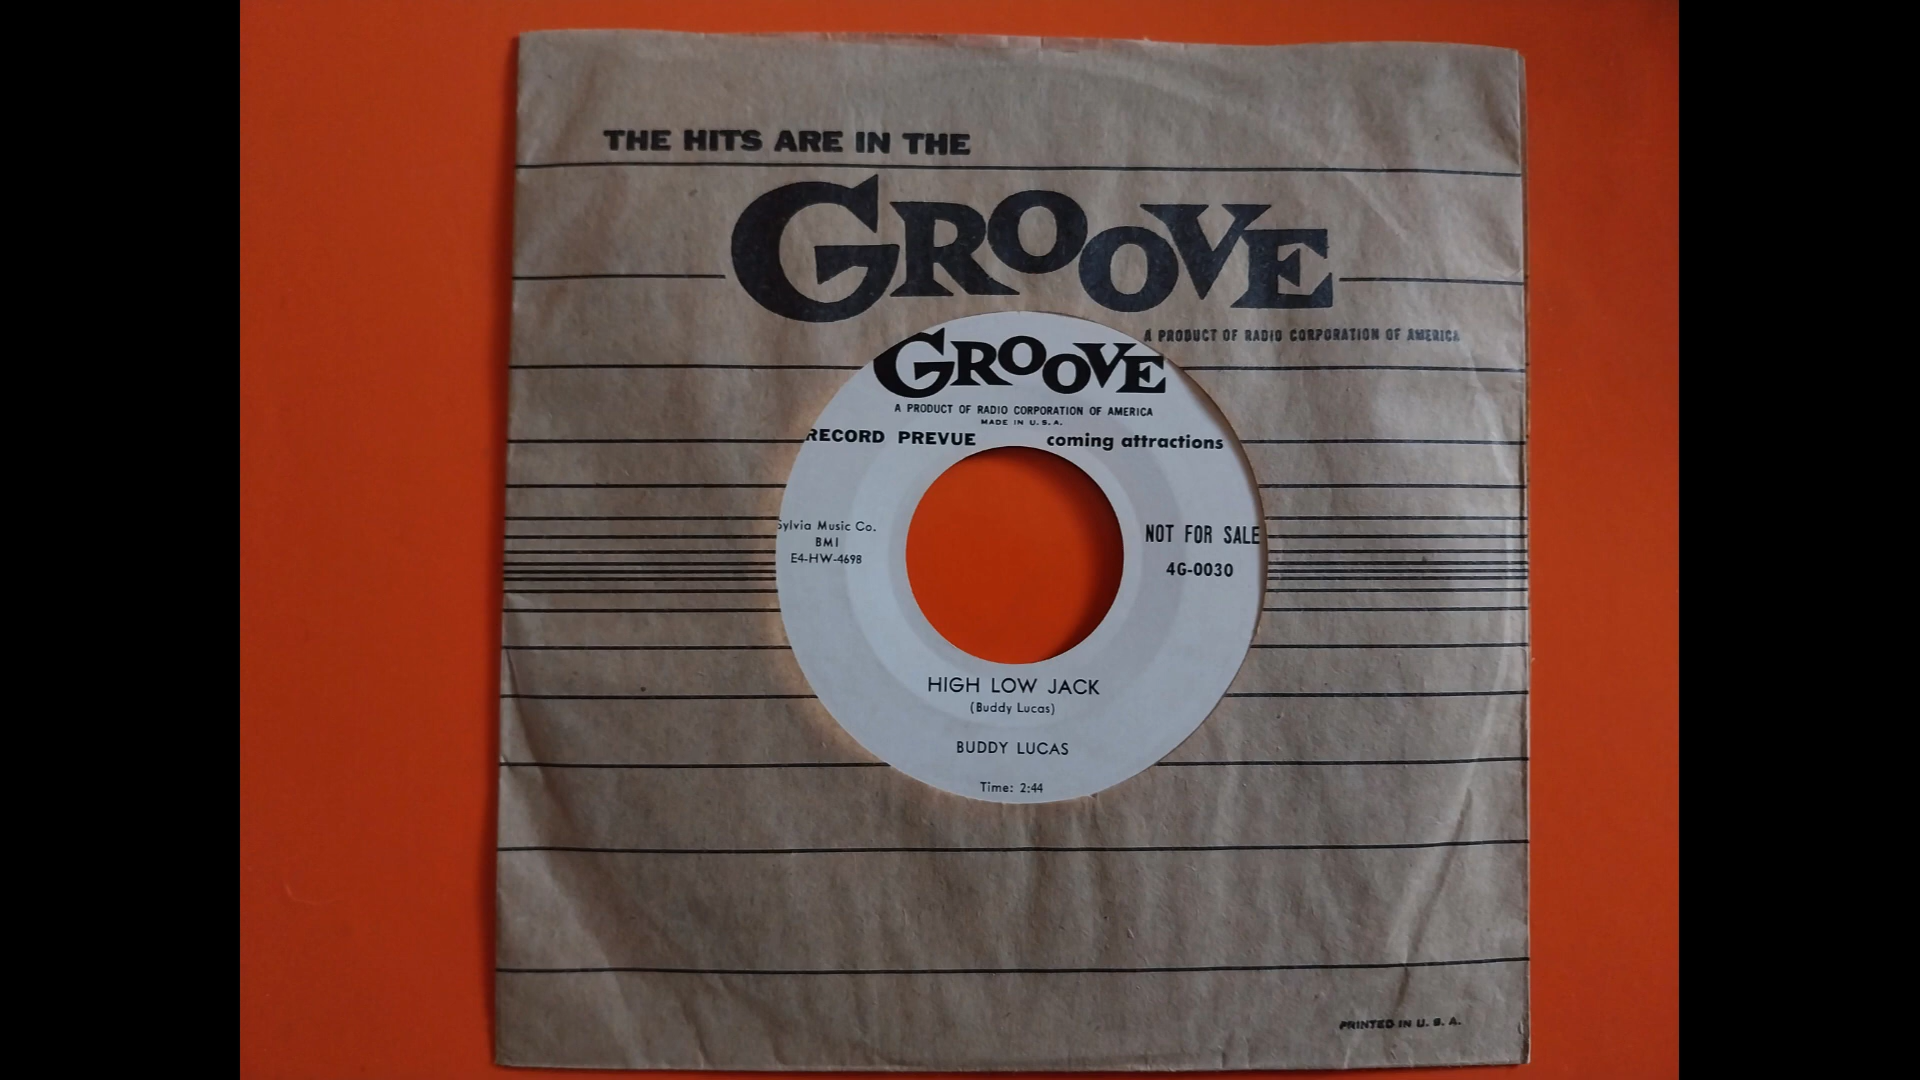 THE HITS ARE IN THE
GROOVE
A PRODUCT OF RADIO CORPORATION OF AMERICA
GROOVE
A PRODUCT OF RADIO CORPORATION OF AMERICA
MADE IN U.S.A.
RECORD PREVUE coming attractions
Sylvia Music Co.
BMI
E4-HW-4698
NOT FOR SALE
4G-0030
HIGH LOW JACK
(Buddy Lucas)
BUDDY LUCAS
Time: 2:44
PRINTED IN U. S. A.